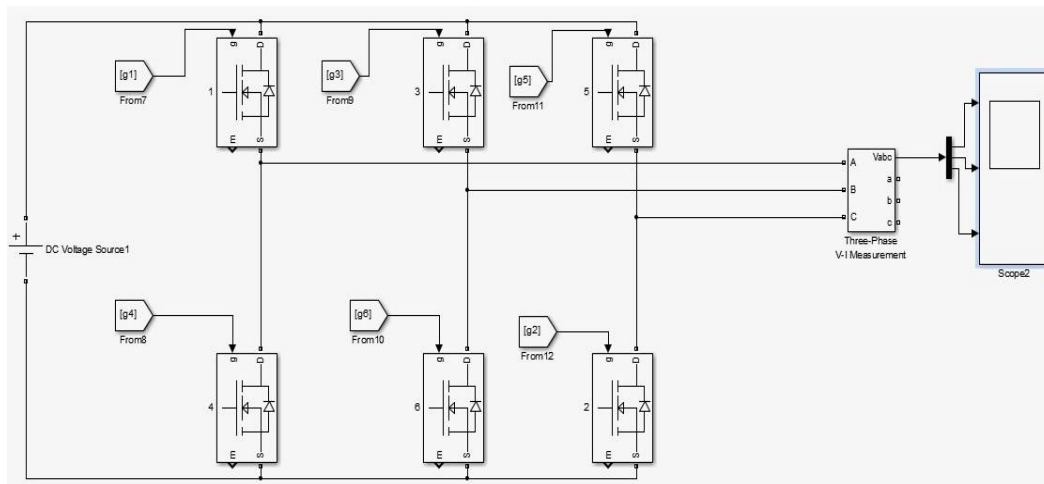 [g1]
From7
g
D
1
E
S
[g3]
From9
g
D
3
E
S
[g5]
From11
g
D
5
E
S
A
B
C
Vabc
a
b
c
Three-Phase
V-I Measurement
Scope2
+
DC Voltage Source1
[g4]
From8
g
D
4
E
S
[g6]
From10
g
D
6
E
S
[g2]
From12
g
D
2
E
S